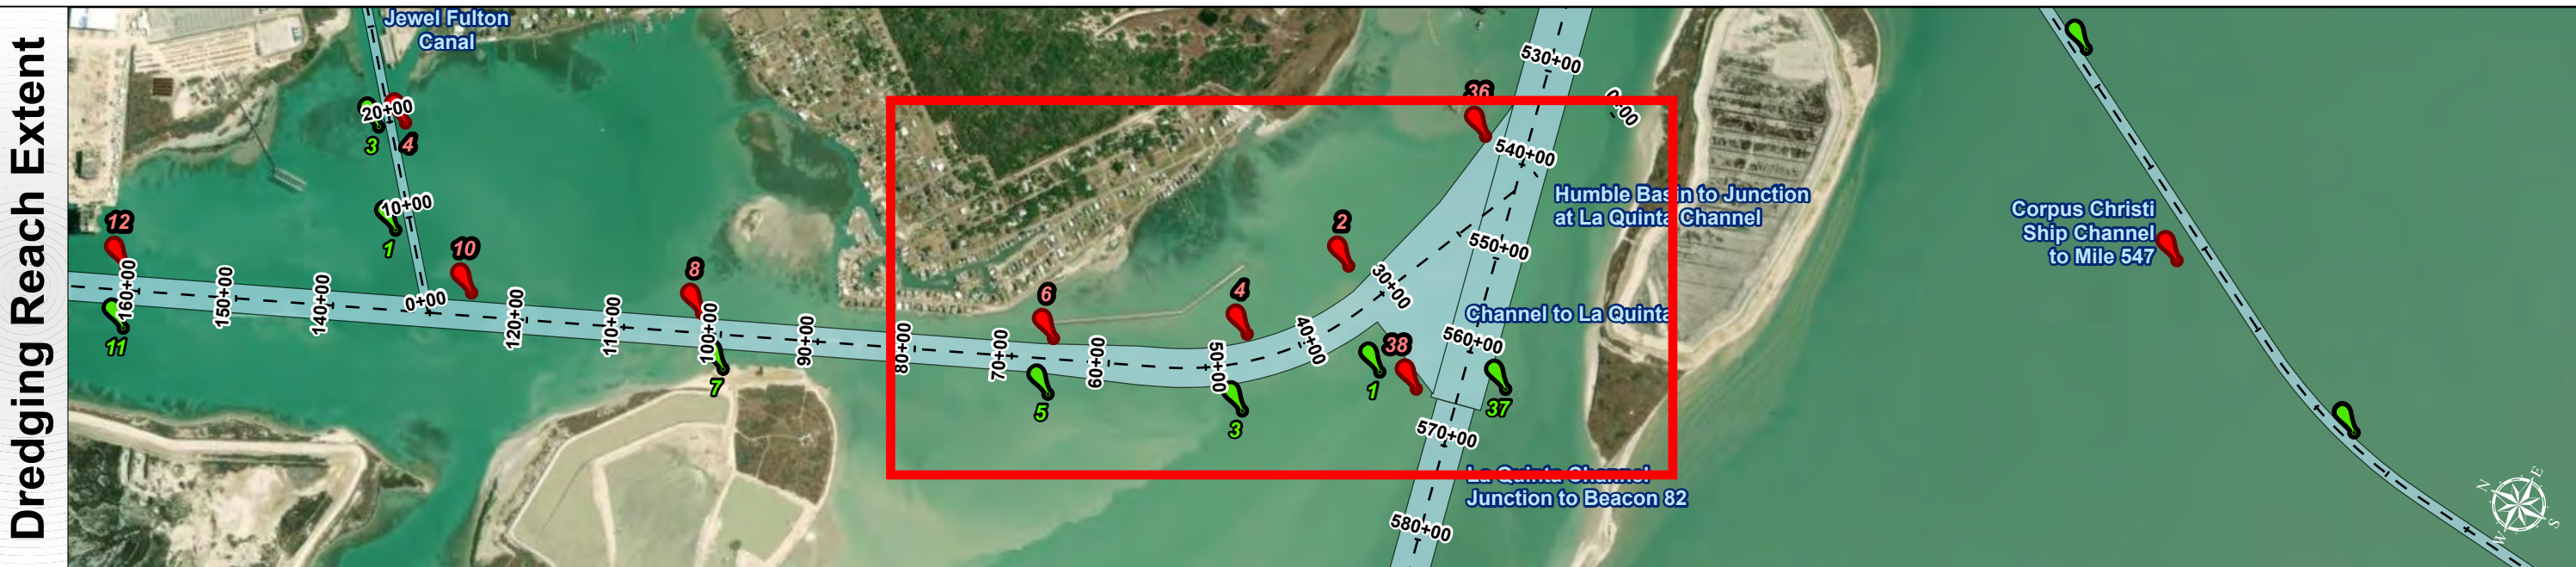 Dredging Reach Extent
Jewel Fulton
Canal
20+00
3
4
10+00
1
12
10
8
160+00
150+00
140+00
0+00
120+00
110+00
100+00
90+00
80+00
70+00
60+00
50+00
40+00
30+00
11
7
6
5
4
3
2
1
38
37
36
530+00
0+00
540+00
Humble Basin to Junction
at La Quinta Channel
550+00
Channel to La Quinta
560+00
570+00
La Quinta Channel
Junction to Beacon 82
580+00
Corpus Christi
Ship Channel
to Mile 547
N
E
S
W